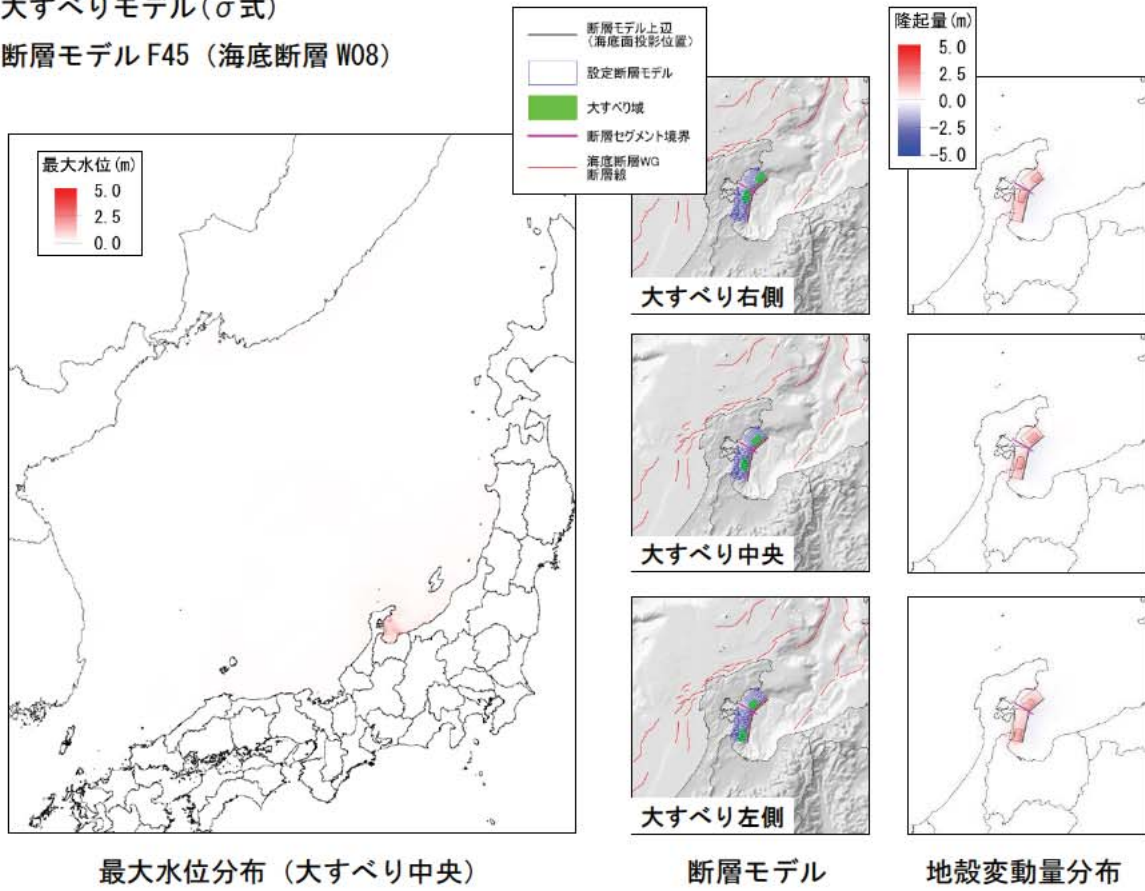 大すべりモデル(σ式)
断層モデル F45（海底断層 W08）
断層モデル上辺
（海底面投影位置）
設定断層モデル
大すべり域
断層セグメント境界
海底断層WG
断層線
隆起量(m)
5.0
2.5
0.0
-2.5
-5.0
最大水位(m)
5.0
2.5
0.0
大すべり右側
大すべり中央
大すべり左側
最大水位分布（大すべり中央）
断層モデル
地殻変動量分布